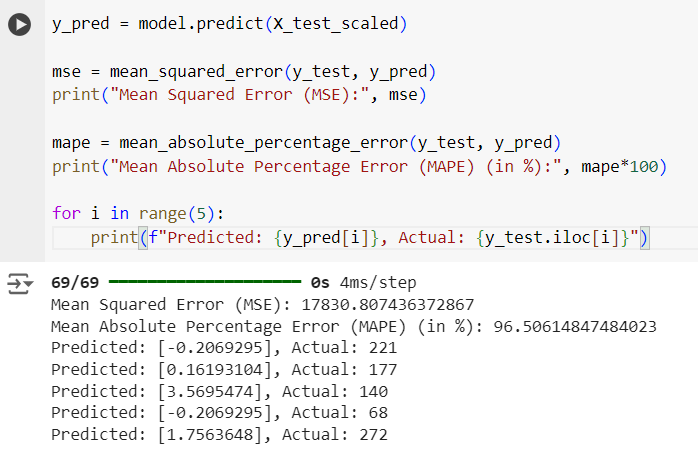 y_pred = model.predict(X_test_scaled)
mse = mean_squared_error(y_test, y_pred)
print("Mean Squared Error (MSE):", mse)
mape = mean_absolute_percentage_error(y_test, y_pred)
print("Mean Absolute Percentage Error (MAPE) (in %):", mape*100)
for i in range(5):
    print(f"Predicted: {y_pred[i]}, Actual: {y_test.iloc[i]}")
69/69 0s 4ms/step
Mean Squared Error (MSE): 17830.807436372867
Mean Absolute Percentage Error (MAPE) (in %): 96.50614847484023
Predicted: [-0.2069295], Actual: 221
Predicted: [0.16193104], Actual: 177
Predicted: [3.5695474], Actual: 140
Predicted: [-0.2069295], Actual: 68
Predicted: [1.7563648], Actual: 272